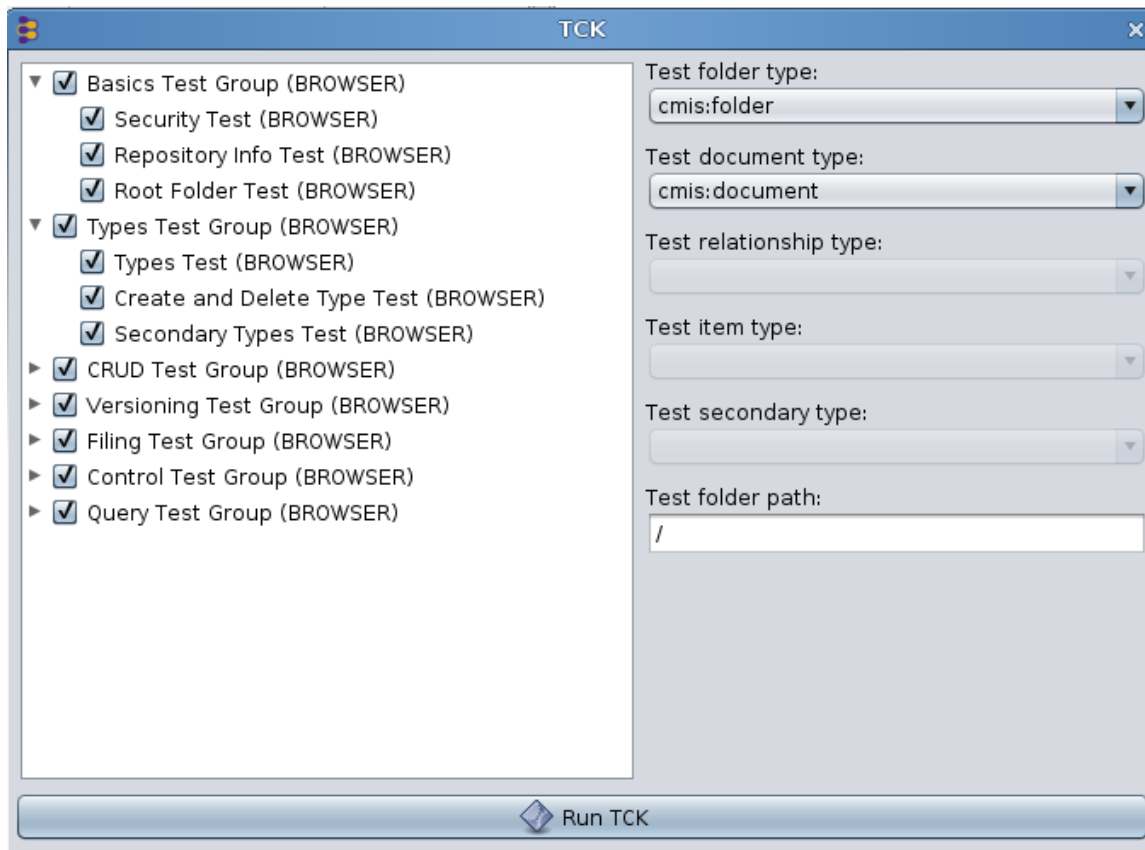 TCK
Basics Test Group (BROWSER)
Security Test (BROWSER)
Repository Info Test (BROWSER)
Root Folder Test (BROWSER)
Types Test Group (BROWSER)
Types Test (BROWSER)
Create and Delete Type Test (BROWSER)
Secondary Types Test (BROWSER)
CRUD Test Group (BROWSER)
Versioning Test Group (BROWSER)
Filing Test Group (BROWSER)
Control Test Group (BROWSER)
Query Test Group (BROWSER)
Test folder type:
cmis:folder
Test document type:
cmis:document
Test relationship type:
Test item type:
Test secondary type:
Test folder path:
/
Run TCK